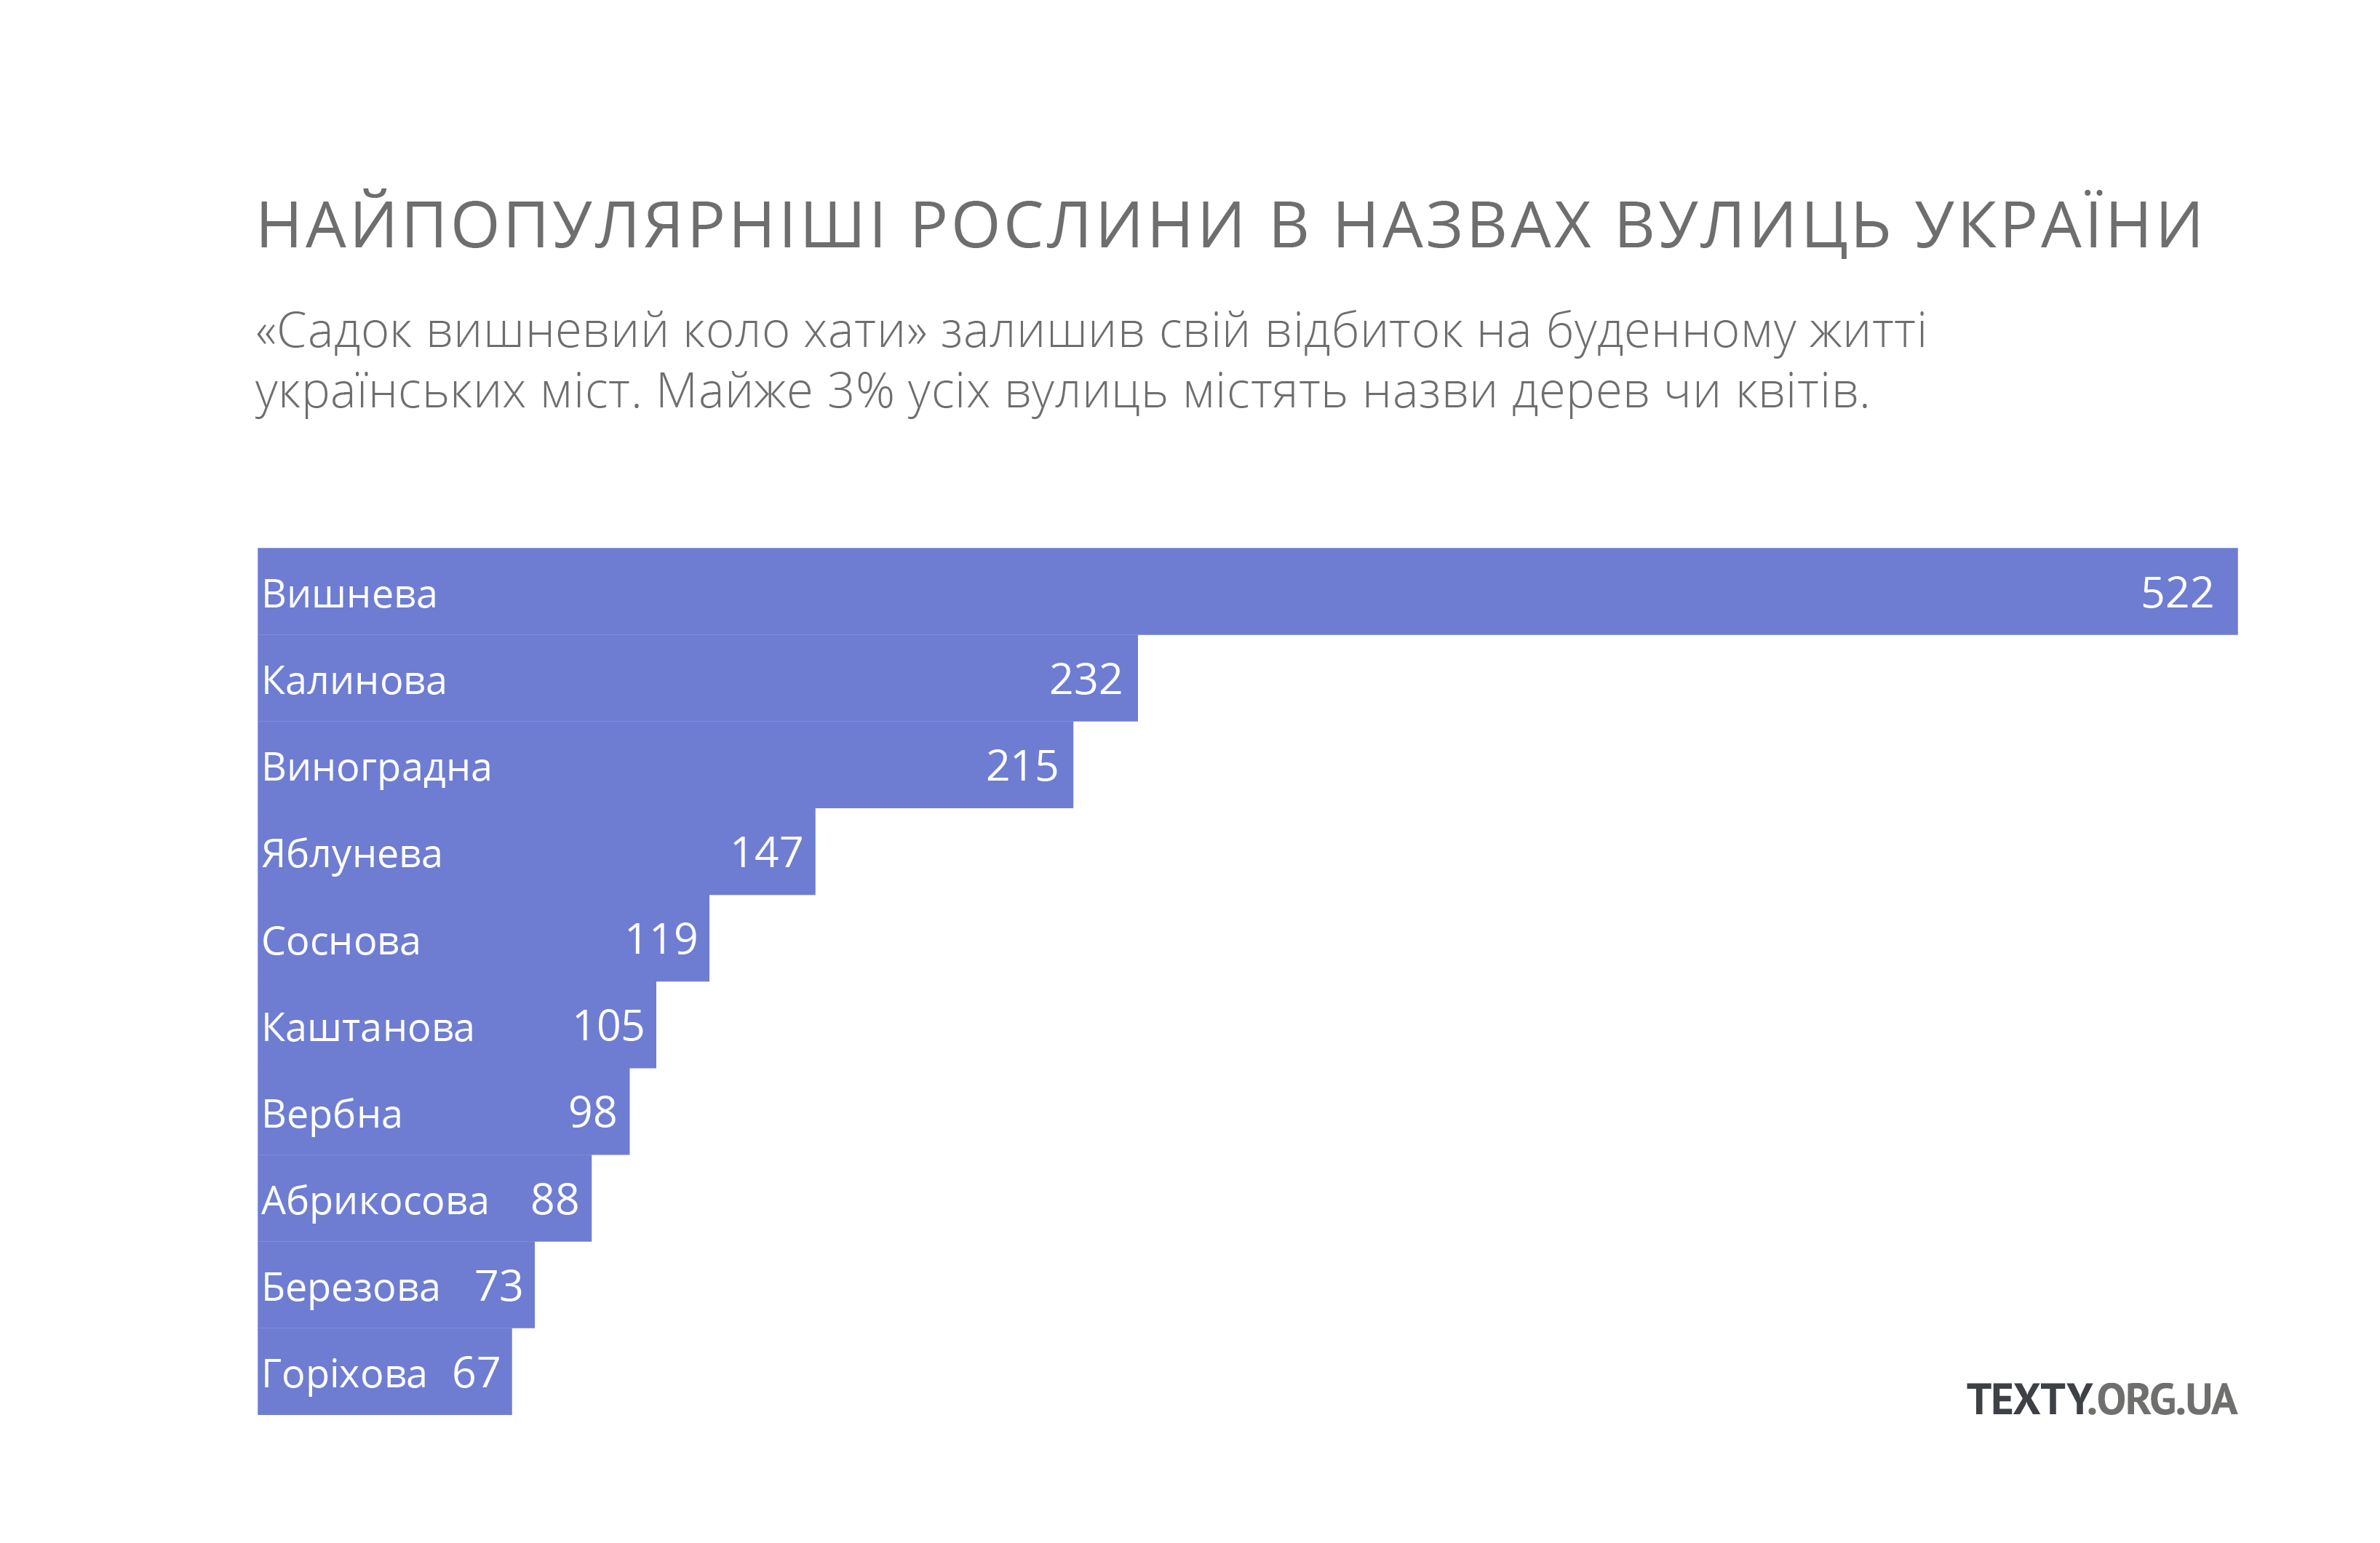 НАЙПОПУЛЯРНІШІ РОСЛИНИ В НАЗВАХ ВУЛИЦЬ УКРАЇНИ
«Садок вишневий коло хати» залишив свій відбиток на буденному житті
українських міст. Майже 3% усіх вулиць містять назви дерев чи квітів.
Вишнева 522
Калинова 232
Виноградна 215
Яблунева 147
Соснова 119
Каштанова 105
Вербна 98
Абрикосова 88
Березова 73
Горіхова 67
TEXTY.ORG.UA